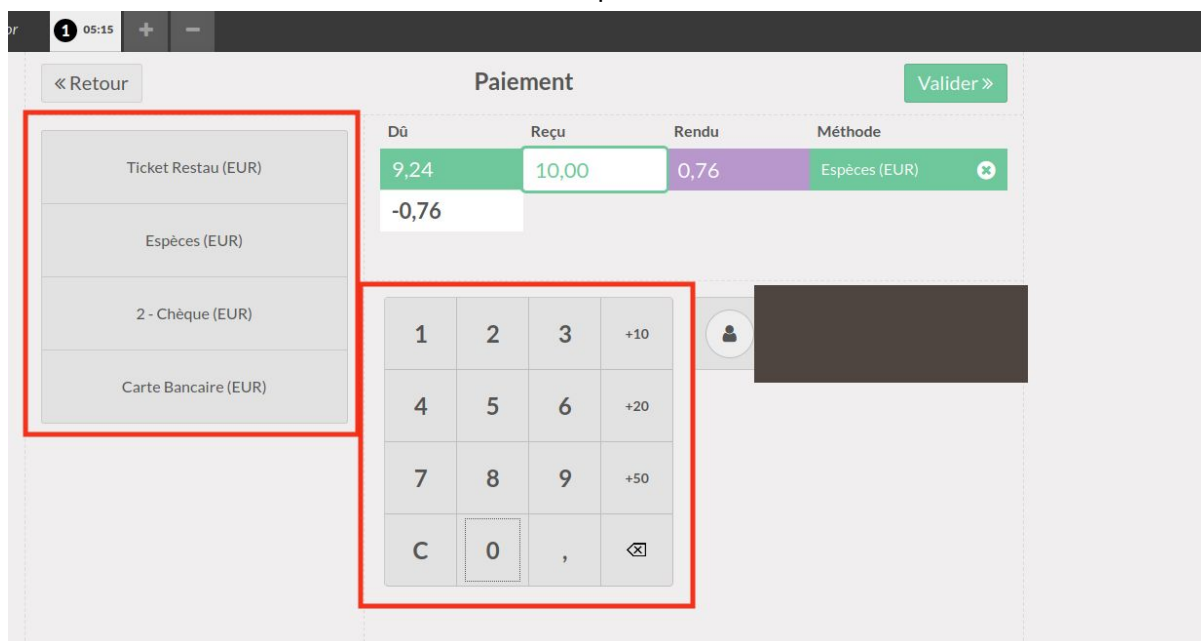 or 1 05:15 + −
« Retour Paiement Valider »
Dû Reçu Rendu Méthode
9,24 10,00 0,76 Espèces (EUR)
-0,76
Ticket Restau (EUR)
Espèces (EUR)
2 - Chèque (EUR)
Carte Bancaire (EUR)
1 2 3 +10
4 5 6 +20
7 8 9 +50
C 0 ,